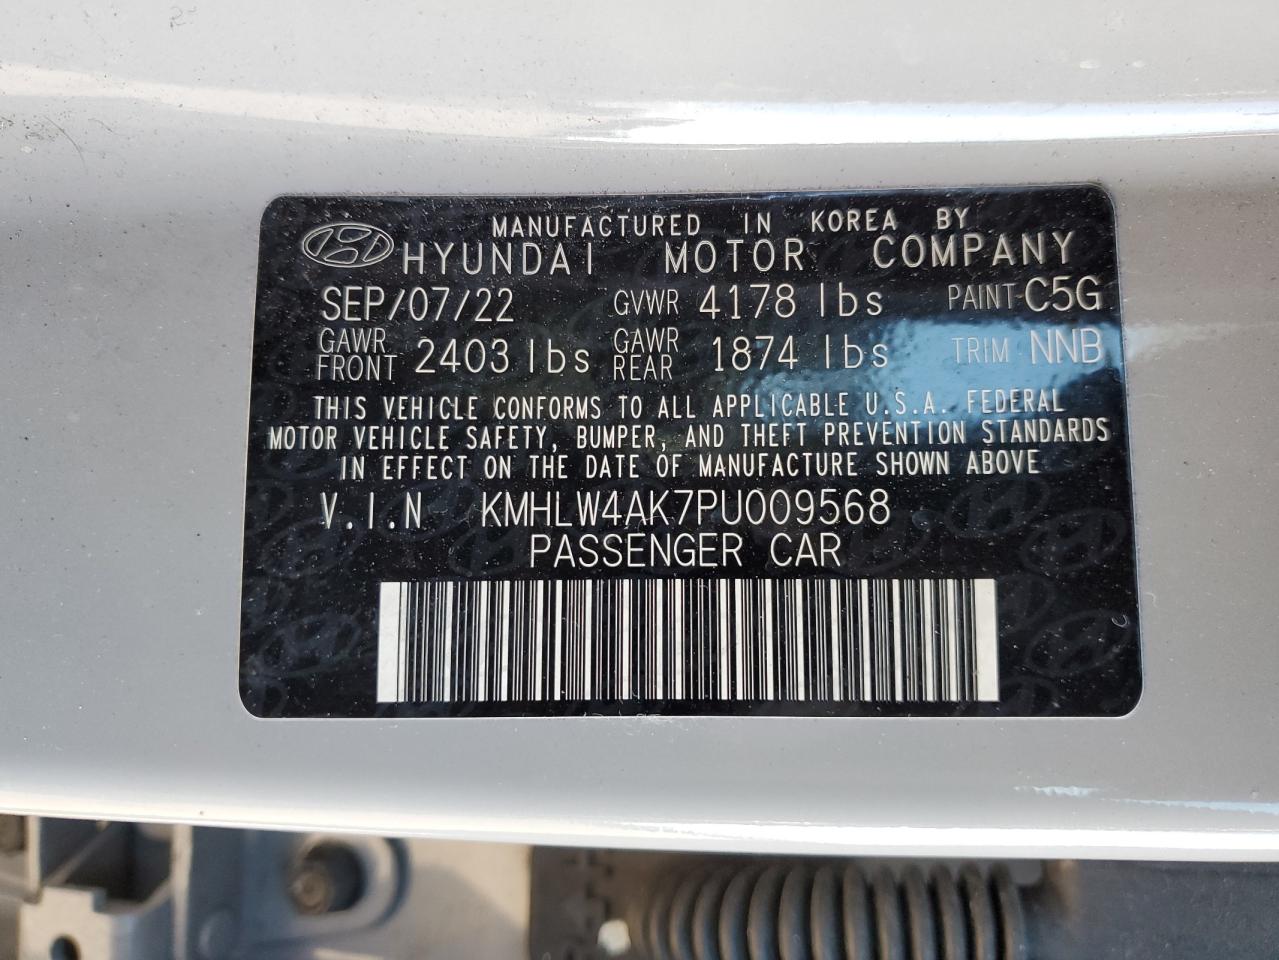 MANUFACTURED IN KOREA BY
HYUNDAI MOTOR COMPANY
SEP/07/22 GVWR 4178 lbs PAINT C5G
GAWR FRONT 2403 lbs GAWR REAR 1874 lbs TRIM NNB
THIS VEHICLE CONFORMS TO ALL APPLICABLE U.S.A. FEDERAL
MOTOR VEHICLE SAFETY, BUMPER, AND THEFT PREVENTION STANDARDS
IN EFFECT ON THE DATE OF MANUFACTURE SHOWN ABOVE
V.I.N KMHLW4AK7PU009568
PASSENGER CAR